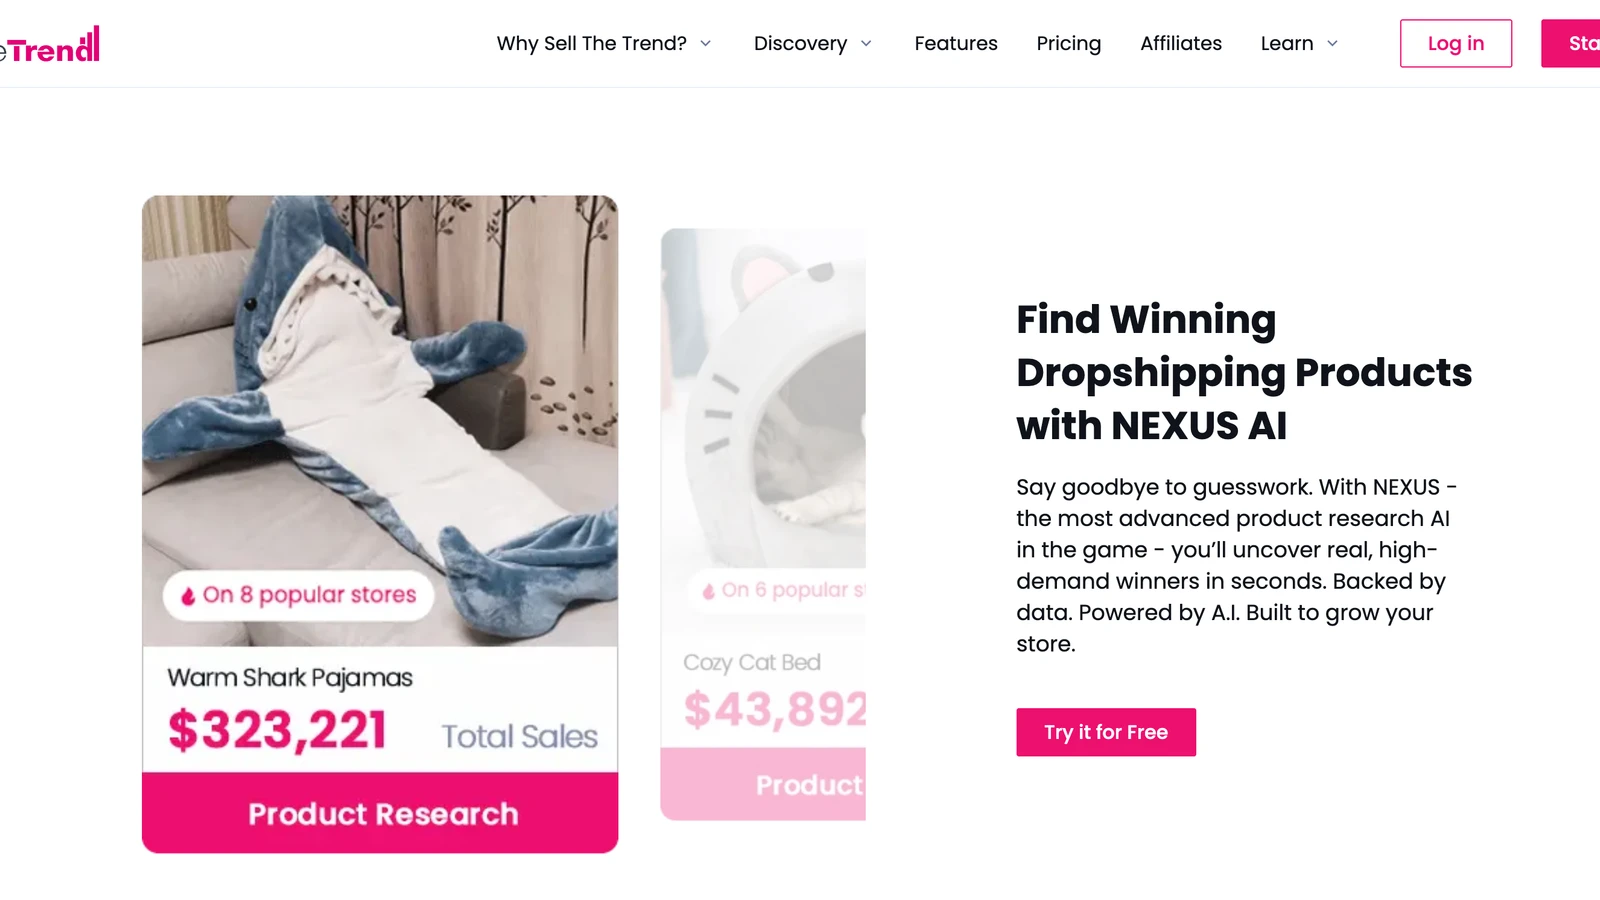 eTrend
Why Sell The Trend?
Discovery
Features
Pricing
Affiliates
Learn
Log in
Sta
On 8 popular stores
Warm Shark Pajamas
$323,221 Total Sales
Product Research
On 6 popular st
Cozy Cat Bed
$43,892
Product
Find Winning
Dropshipping Products
with NEXUS AI
Say goodbye to guesswork. With NEXUS -
the most advanced product research AI
in the game - you’ll uncover real, high-
demand winners in seconds. Backed by
data. Powered by A.I. Built to grow your
store.
Try it for Free